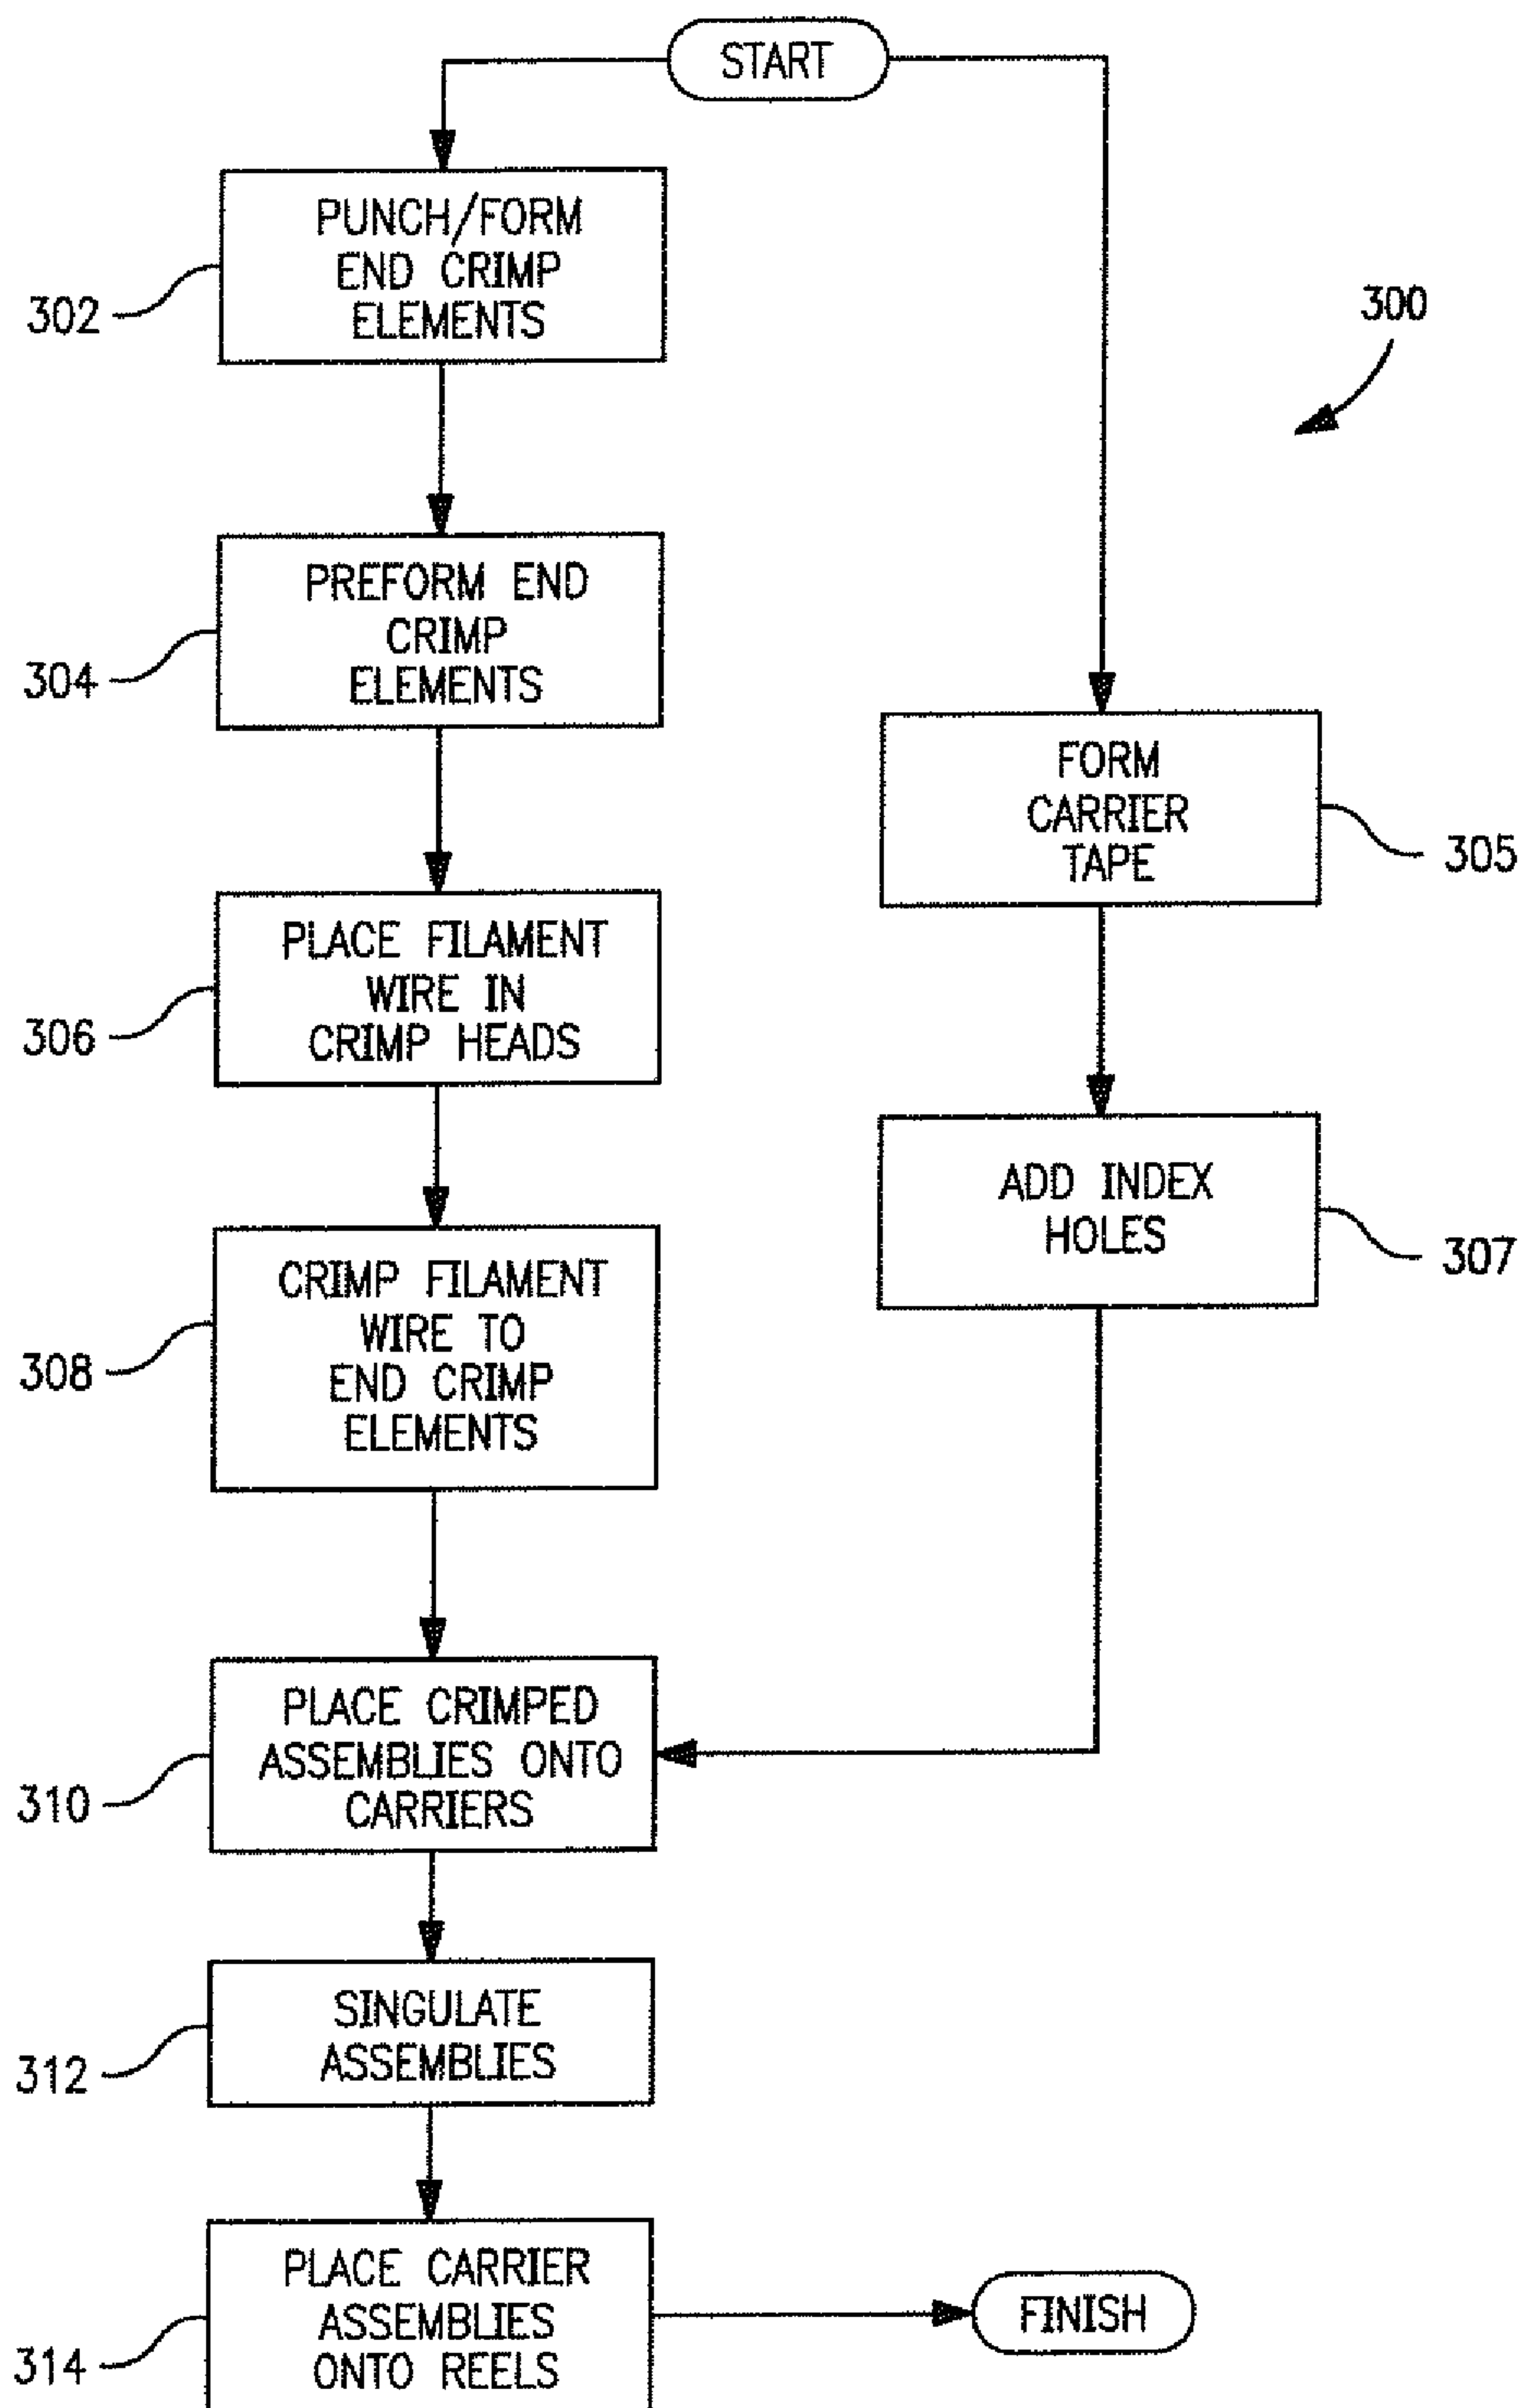 START
PUNCH/FORM
END CRIMP
ELEMENTS
302
300
PREFORM END
CRIMP
ELEMENTS
304
FORM
CARRIER
TAPE
305
PLACE FILAMENT
WIRE IN
CRIMP HEADS
306
ADD INDEX
HOLES
307
CRIMP FILAMENT
WIRE TO
END CRIMP
ELEMENTS
308
PLACE CRIMPED
ASSEMBLIES ONTO
CARRIERS
310
SINGULATE
ASSEMBLIES
312
PLACE CARRIER
ASSEMBLIES
ONTO REELS
314
FINISH